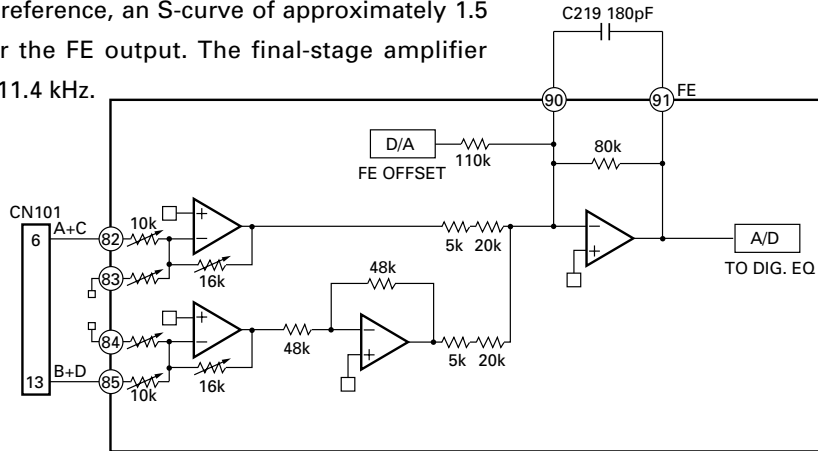 reference, an S-curve of approximately 1.5
the FE output. The final-stage amplifier
11.4 kHz.
C219 180pF
90
91
FE
D/A
110k
FE OFFSET
80k
CN101
6
A+C
82
10k
16k
5k
20k
A/D
TO DIG. EQ
83
48k
84
48k
5k
20k
13
B+D
85
10k
16k